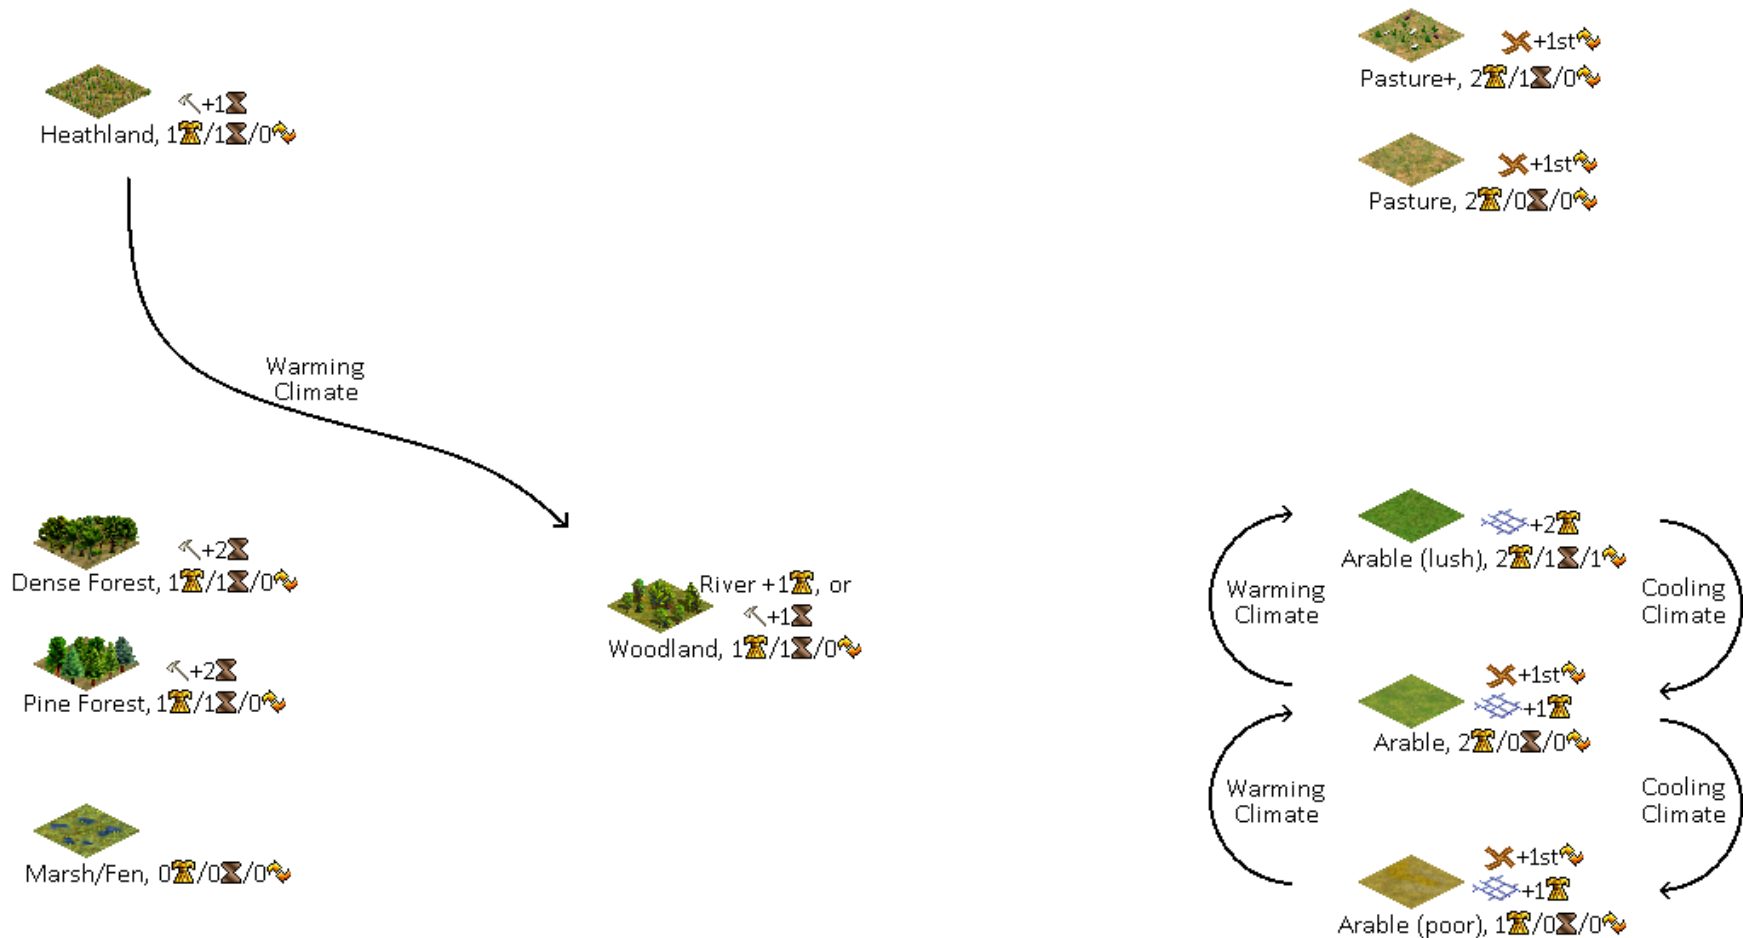 +1st
Pasture+, 2/1/0
+1
Heathland, 1/1/0
+1st
Pasture, 2/0/0
Warming
Climate
+2
Dense Forest, 1/1/0
River +1, or
+1
Woodland, 1/1/0
+2
Pine Forest, 1/1/0
Marsh/Fen, 0/0/0
+2
Arable (lush), 2/1/1
Warming
Climate
Cooling
Climate
+1st
+1
Arable, 2/0/0
Warming
Climate
Cooling
Climate
+1st
+1
Arable (poor), 1/0/0